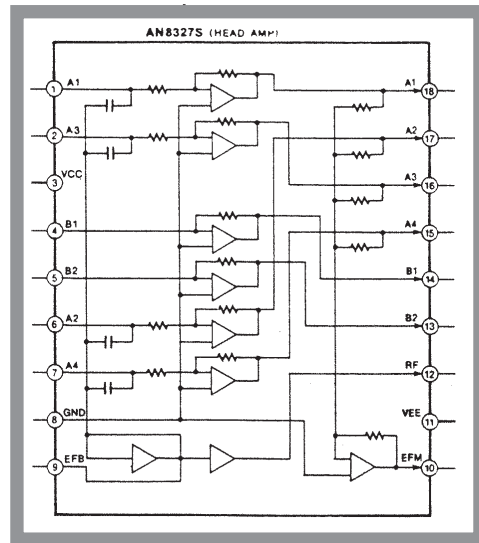 AN8327S (HEAD AMP)
1 A1
2 A3
3 VCC
4 B1
5 B2
6 A2
7 A4
8 GND
9 EFB
A1 18
A2 17
A3 16
A4 15
B1 14
B2 13
RF 12
VEE 11
EFM 10